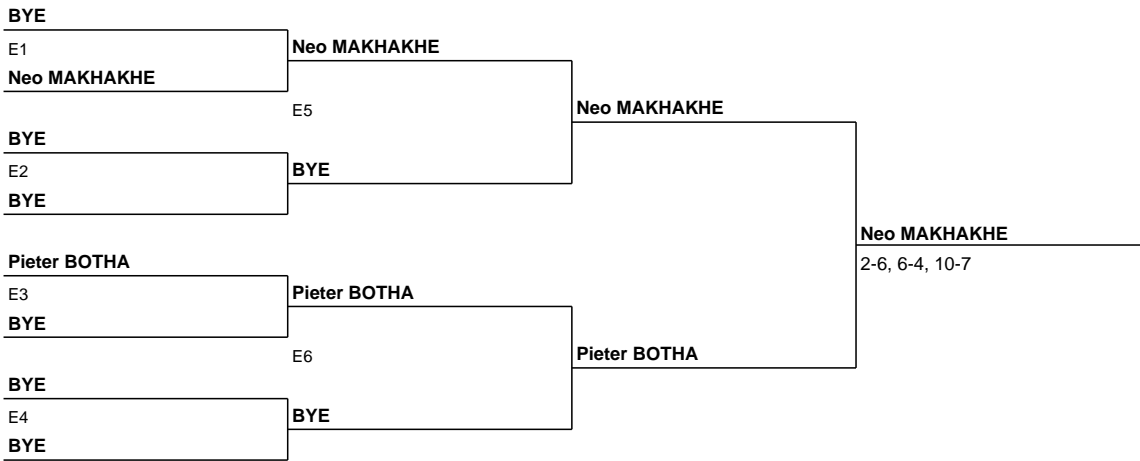 BYE
E1
Neo MAKHAKHE
Neo MAKHAKHE
E5
Neo MAKHAKHE
BYE
E2
BYE
BYE
Neo MAKHAKHE
2-6, 6-4, 10-7
Pieter BOTHA
E3
Pieter BOTHA
BYE
E6
Pieter BOTHA
BYE
E4
BYE
BYE